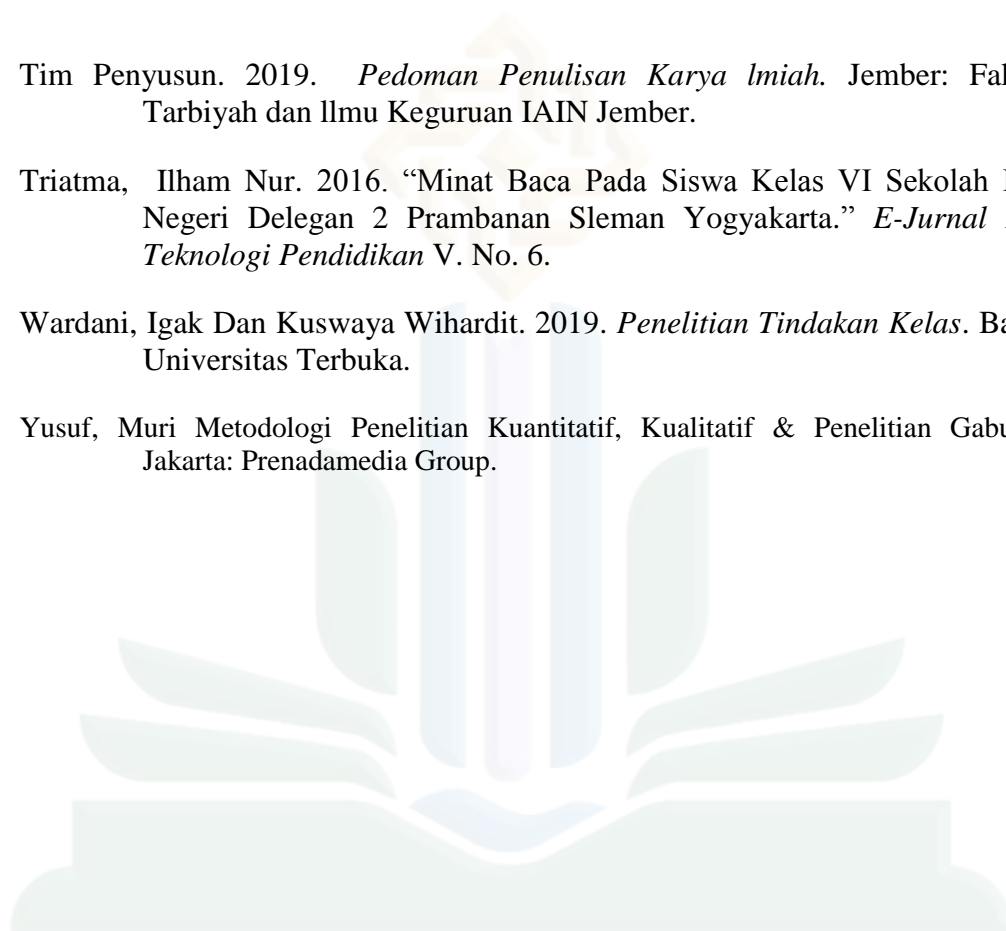 Tim Penyusun. 2019. Pedoman Penulisan Karya lmiah. Jember:
Tarbiyah dan llmu Keguruan IAIN Jember.
Triatma, Ilham Nur. 2016. “Minat Baca Pada Siswa Kelas VI Sekolah
Negeri Delegan 2 Prambanan Sleman Yogyakarta.” E-Jurnal
Teknologi Pendidikan V. No. 6.
Wardani, Igak Dan Kuswaya Wihardit. 2019. Penelitian Tindakan Kelas.
Universitas Terbuka.
Yusuf, Muri Metodologi Penelitian Kuantitatif, Kualitatif & Penelitian
Jakarta: Prenadamedia Group.